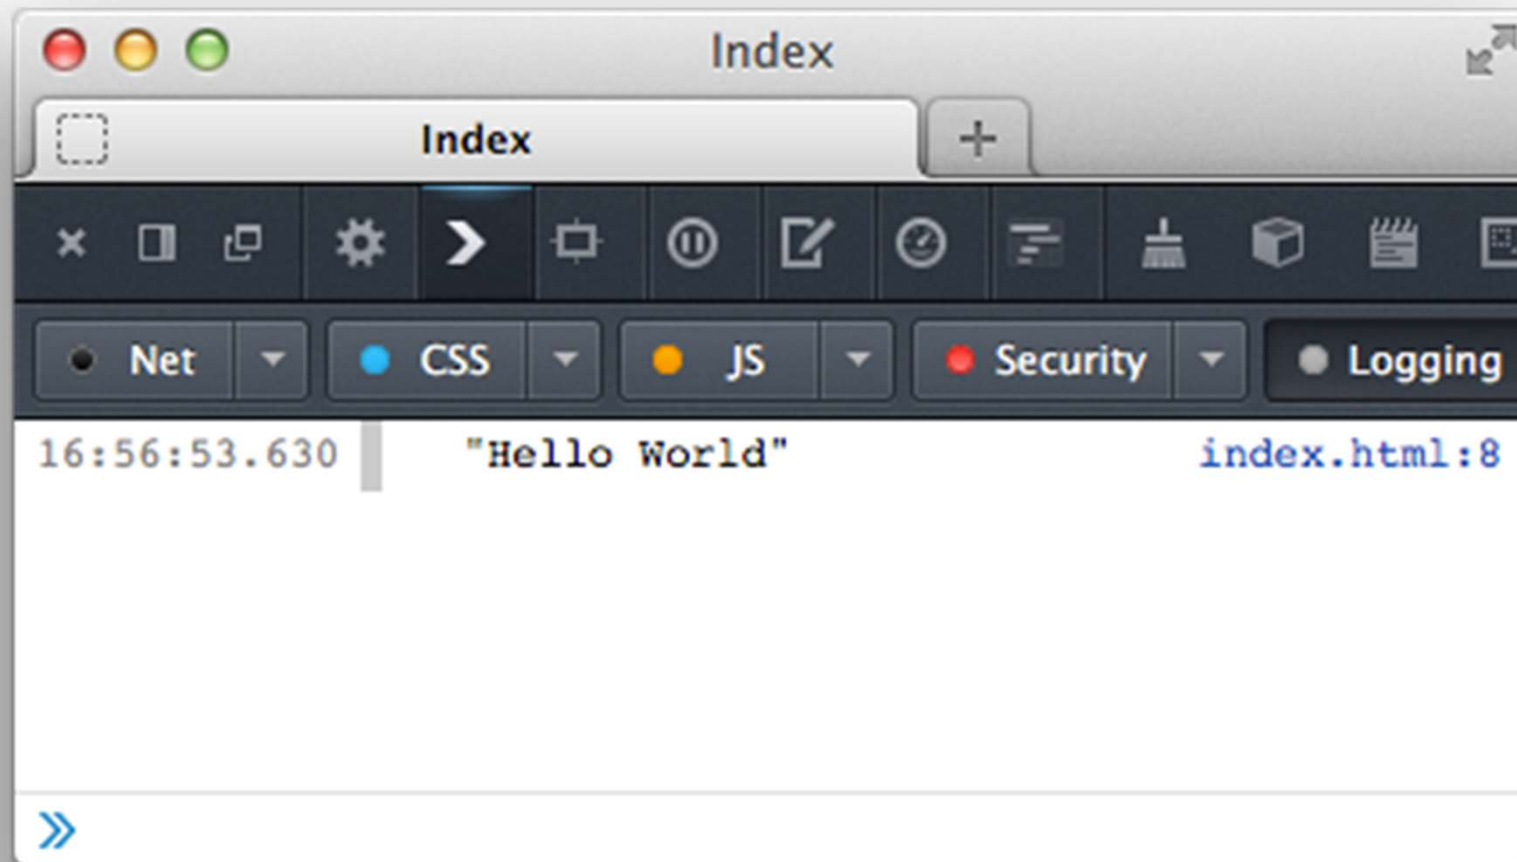 Index
Index
Net CSS JS Security Logging
16:56:53.630 "Hello World" index.html:8